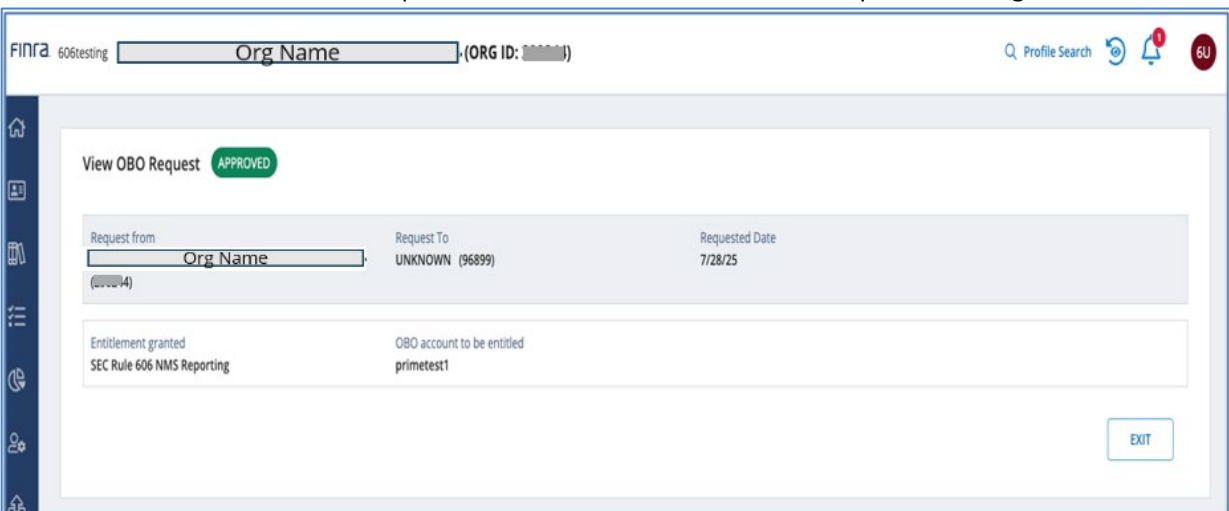 FINRA 606testing Org Name (ORG ID: 4) Profile Search 1 6U
View OBO Request APPROVED
Request from Request To Requested Date
Org Name UNKNOWN (96899) 7/28/25
4)
Entitlement granted OBO account to be entitled
SEC Rule 606 NMS Reporting primetest1
EXIT